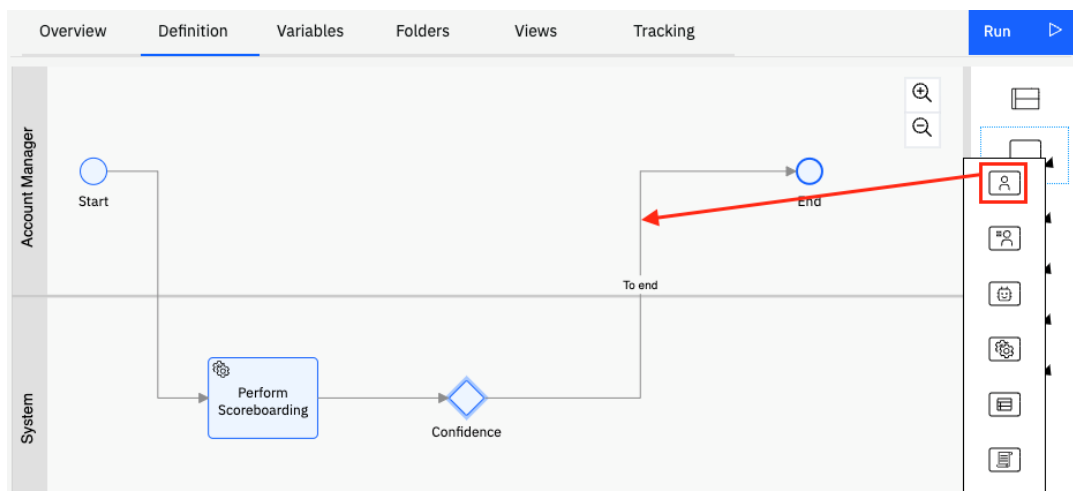 Overview Definition Variables Folders Views Tracking Run
Account Manager
Start
End
To end
System
Perform
Scoreboarding
Confidence